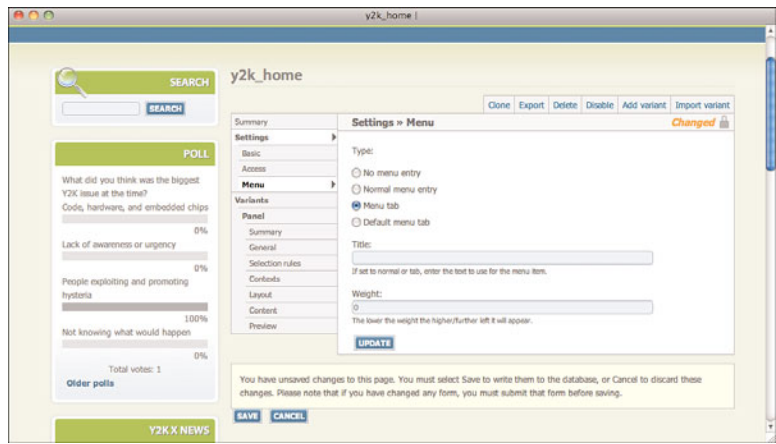 y2k_home |
SEARCH
SEARCH
POLL
What did you think was the biggest
Y2K issue at the time?
Code, hardware, and embedded chips
0%
Lack of awareness or urgency
0%
People exploiting and promoting
hysteria
100%
Not knowing what would happen
0%
Total votes: 1
Older polls
Y2K X NEWS
y2k_home
Clone Export Delete Disable Add variant Import variant
Summary
Settings
Basic
Access
Menu
Variants
Panel
Summary
General
Selection rules
Contexts
Layout
Content
Preview
Settings » Menu
Changed
Type:
No menu entry
Normal menu entry
Menu tab
Default menu tab
Title:
If set to normal or tab, enter the text to use for the menu item.
Weight:
0
The lower the weight the higher/further left it will appear.
UPDATE
You have unsaved changes to this page. You must select Save to write them to the database, or Cancel to discard these
changes. Please note that if you have changed any form, you must submit that form before saving.
SAVE CANCEL